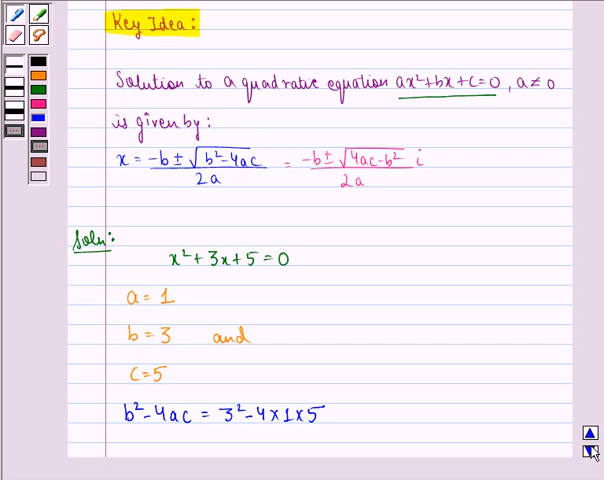 Key Idea:
Solution to a quadratic equation ax²+bx+c=0, a≠0
is given by:
x = (-b ± √(b²-4ac))/2a = (-b ± √(4ac-b²) i)/2a
Soln:
x²+3x+5=0
a=1
b=3 and
c=5
b²-4ac = 3²-4×1×5